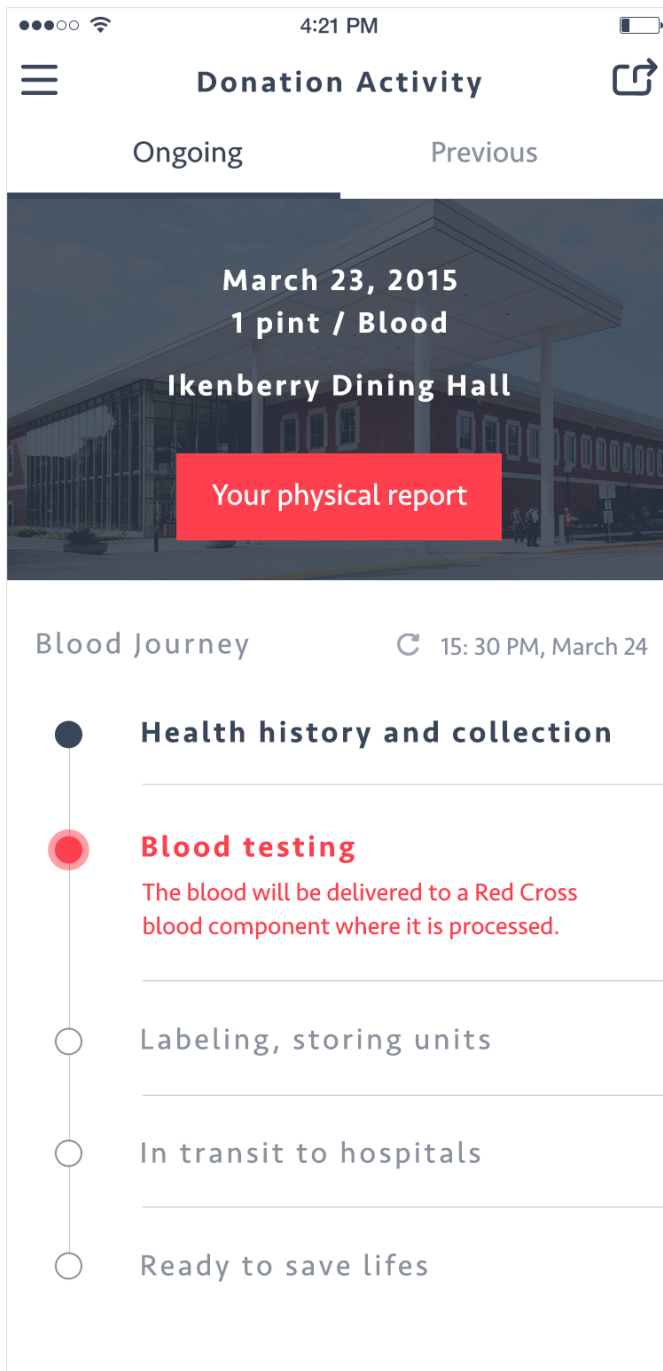 4:21 PM
Donation Activity
Ongoing
Previous
March 23, 2015
1 pint / Blood
Ikenberry Dining Hall
Your physical report
Blood Journey
15: 30 PM, March 24
Health history and collection
Blood testing
The blood will be delivered to a Red Cross
blood component where it is processed.
Labeling, storing units
In transit to hospitals
Ready to save lifes